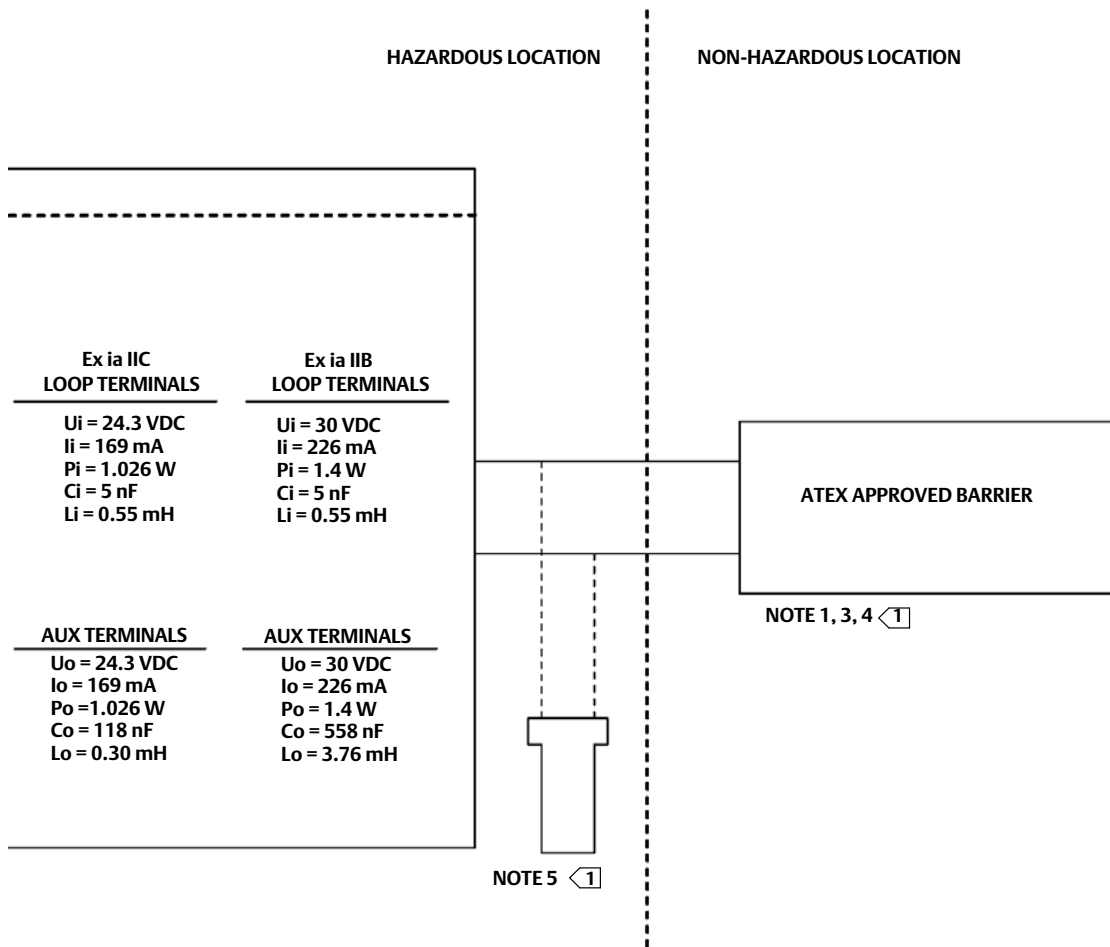 HAZARDOUS LOCATION
NON-HAZARDOUS LOCATION
Ex ia IIC
LOOP TERMINALS
Ui = 24.3 VDC
Ii = 169 mA
Pi = 1.026 W
Ci = 5 nF
Li = 0.55 mH
Ex ia IIB
LOOP TERMINALS
Ui = 30 VDC
Ii = 226 mA
Pi = 1.4 W
Ci = 5 nF
Li = 0.55 mH
ATEX APPROVED BARRIER
NOTE 1, 3, 4 1
AUX TERMINALS
Uo = 24.3 VDC
Io = 169 mA
Po =1.026 W
Co = 118 nF
Lo = 0.30 mH
AUX TERMINALS
Uo = 30 VDC
Io = 226 mA
Po = 1.4 W
Co = 558 nF
Lo = 3.76 mH
NOTE 5 1